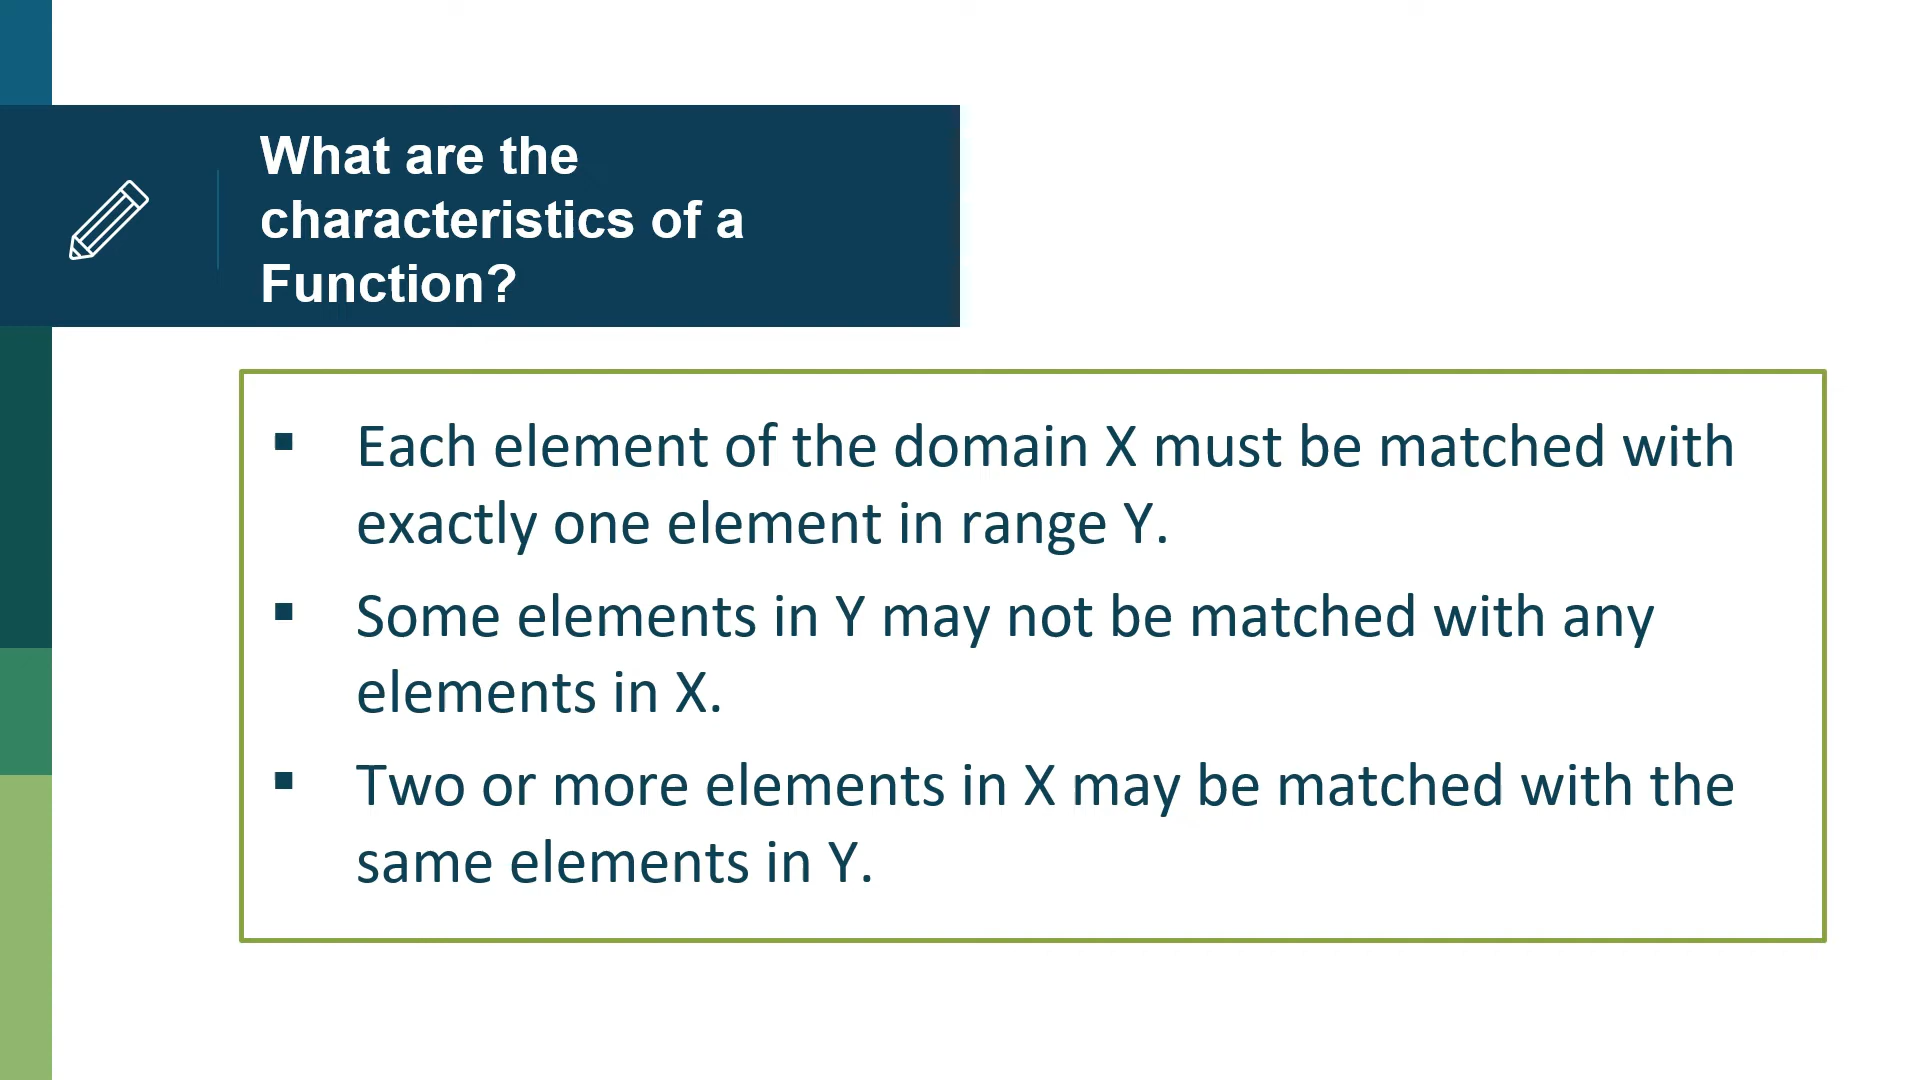 What are the
characteristics of a
Function?
▪ Each element of the domain X must be matched with
exactly one element in range Y.
▪ Some elements in Y may not be matched with any
elements in X.
▪ Two or more elements in X may be matched with the
same elements in Y.